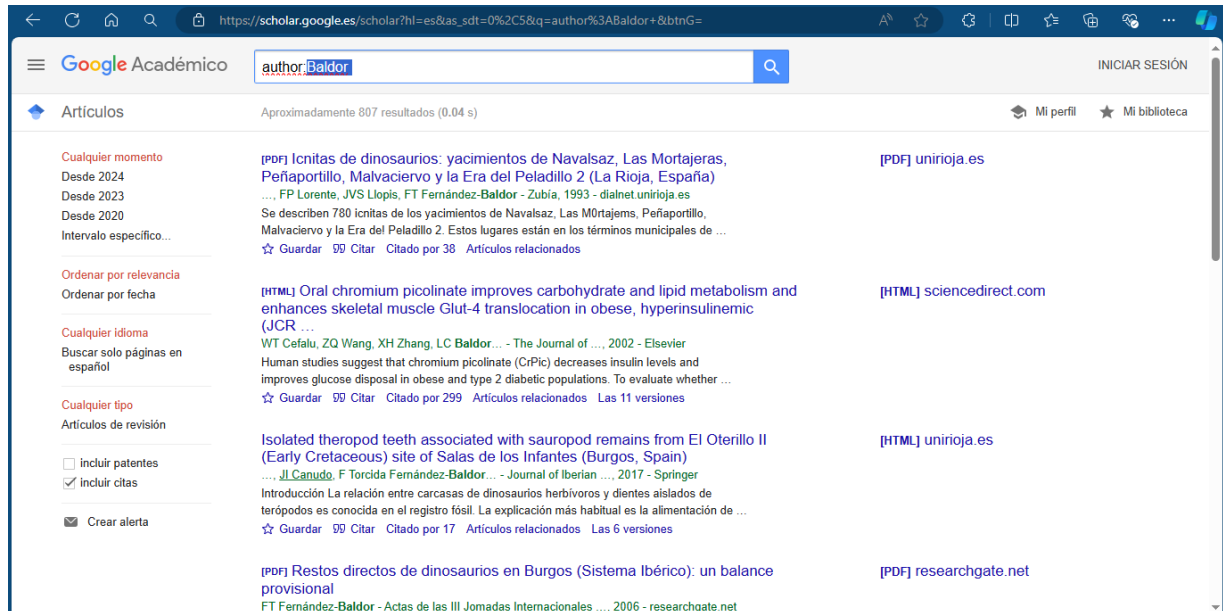 https://scholar.google.es/scholar?hl=es&as_sdt=0%2C5&q=author%3ABaldor+&btnG=
Google Académico
author:Baldor
INICIAR SESIÓN
Artículos
Aproximadamente 807 resultados (0.04 s)
Mi perfil
Mi biblioteca
Cualquier momento
Desde 2024
Desde 2023
Desde 2020
Intervalo específico...
Ordenar por relevancia
Ordenar por fecha
Cualquier idioma
Buscar solo páginas en
español
Cualquier tipo
Artículos de revisión
incluir patentes
incluir citas
Crear alerta
[PDF] Icnitas de dinosaurios: yacimientos de Navalsaz, Las Mortajeras,
Peñaportillo, Malvaciervo y la Era del Peladillo 2 (La Rioja, España)
..., FP Lorente, JVS Llopis, FT Fernández-Baldor - Zubía, 1993 - dialnet.unirioja.es
Se describen 780 icnitas de los yacimientos de Navalsaz, Las M0rtajems, Peñaportillo,
Malvaciervo y la Era de! Peladillo 2. Estos lugares están en los términos municipales de ...
Guardar Citar Citado por 38 Artículos relacionados
[PDF] unirioja.es
[HTML] Oral chromium picolinate improves carbohydrate and lipid metabolism and
enhances skeletal muscle Glut-4 translocation in obese, hyperinsulinemic
(JCR ...
WT Cefalu, ZQ Wang, XH Zhang, LC Baldor... - The Journal of ..., 2002 - Elsevier
Human studies suggest that chromium picolinate (CrPic) decreases insulin levels and
improves glucose disposal in obese and type 2 diabetic populations. To evaluate whether ...
Guardar Citar Citado por 299 Artículos relacionados Las 11 versiones
[HTML] sciencedirect.com
Isolated theropod teeth associated with sauropod remains from El Oterillo II
(Early Cretaceous) site of Salas de los Infantes (Burgos, Spain)
..., JI Canudo, F Torcida Fernández-Baldor... - Journal of Iberian ..., 2017 - Springer
Introducción La relación entre carcasas de dinosaurios herbívoros y dientes aislados de
terópodos es conocida en el registro fósil. La explicación más habitual es la alimentación de ...
Guardar Citar Citado por 17 Artículos relacionados Las 6 versiones
[HTML] unirioja.es
[PDF] Restos directos de dinosaurios en Burgos (Sistema Ibérico): un balance
provisional
FT Fernández-Baldor - Actas de las III Jornadas Internacionales ..., 2006 - researchgate.net
[PDF] researchgate.net